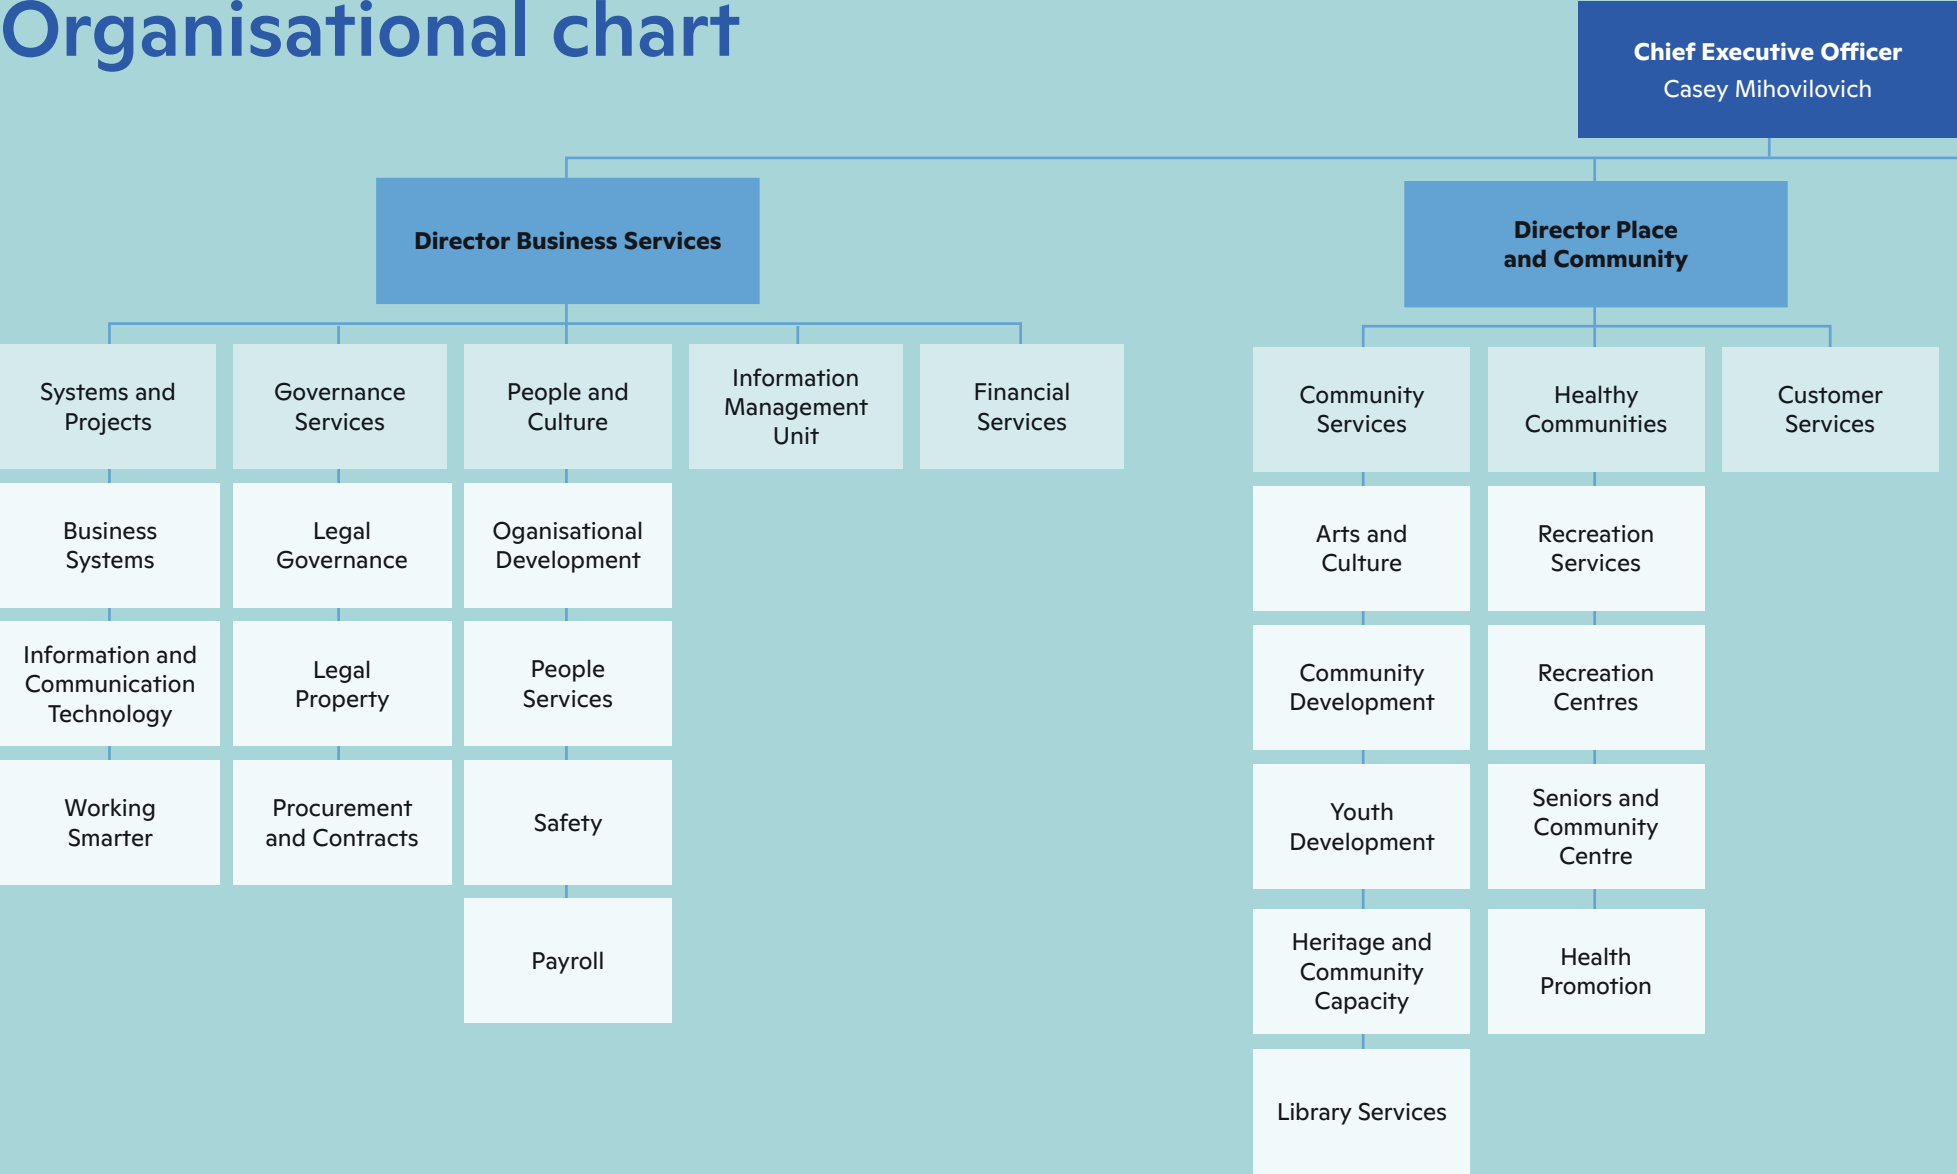 Organisational chart
Chief Executive Officer
Casey Mihovilovich
Director Business Services
Director Place
and Community
Systems and
Projects
Governance
Services
People and
Culture
Information
Management
Unit
Financial
Services
Community
Services
Healthy
Communities
Customer
Services
Business
Systems
Legal
Governance
Oganisational
Development
Arts and
Culture
Recreation
Services
Information and
Communication
Technology
Legal
Property
People
Services
Community
Development
Recreation
Centres
Working
Smarter
Procurement
and Contracts
Safety
Youth
Development
Seniors and
Community
Centre
Payroll
Heritage and
Community
Capacity
Health
Promotion
Library Services